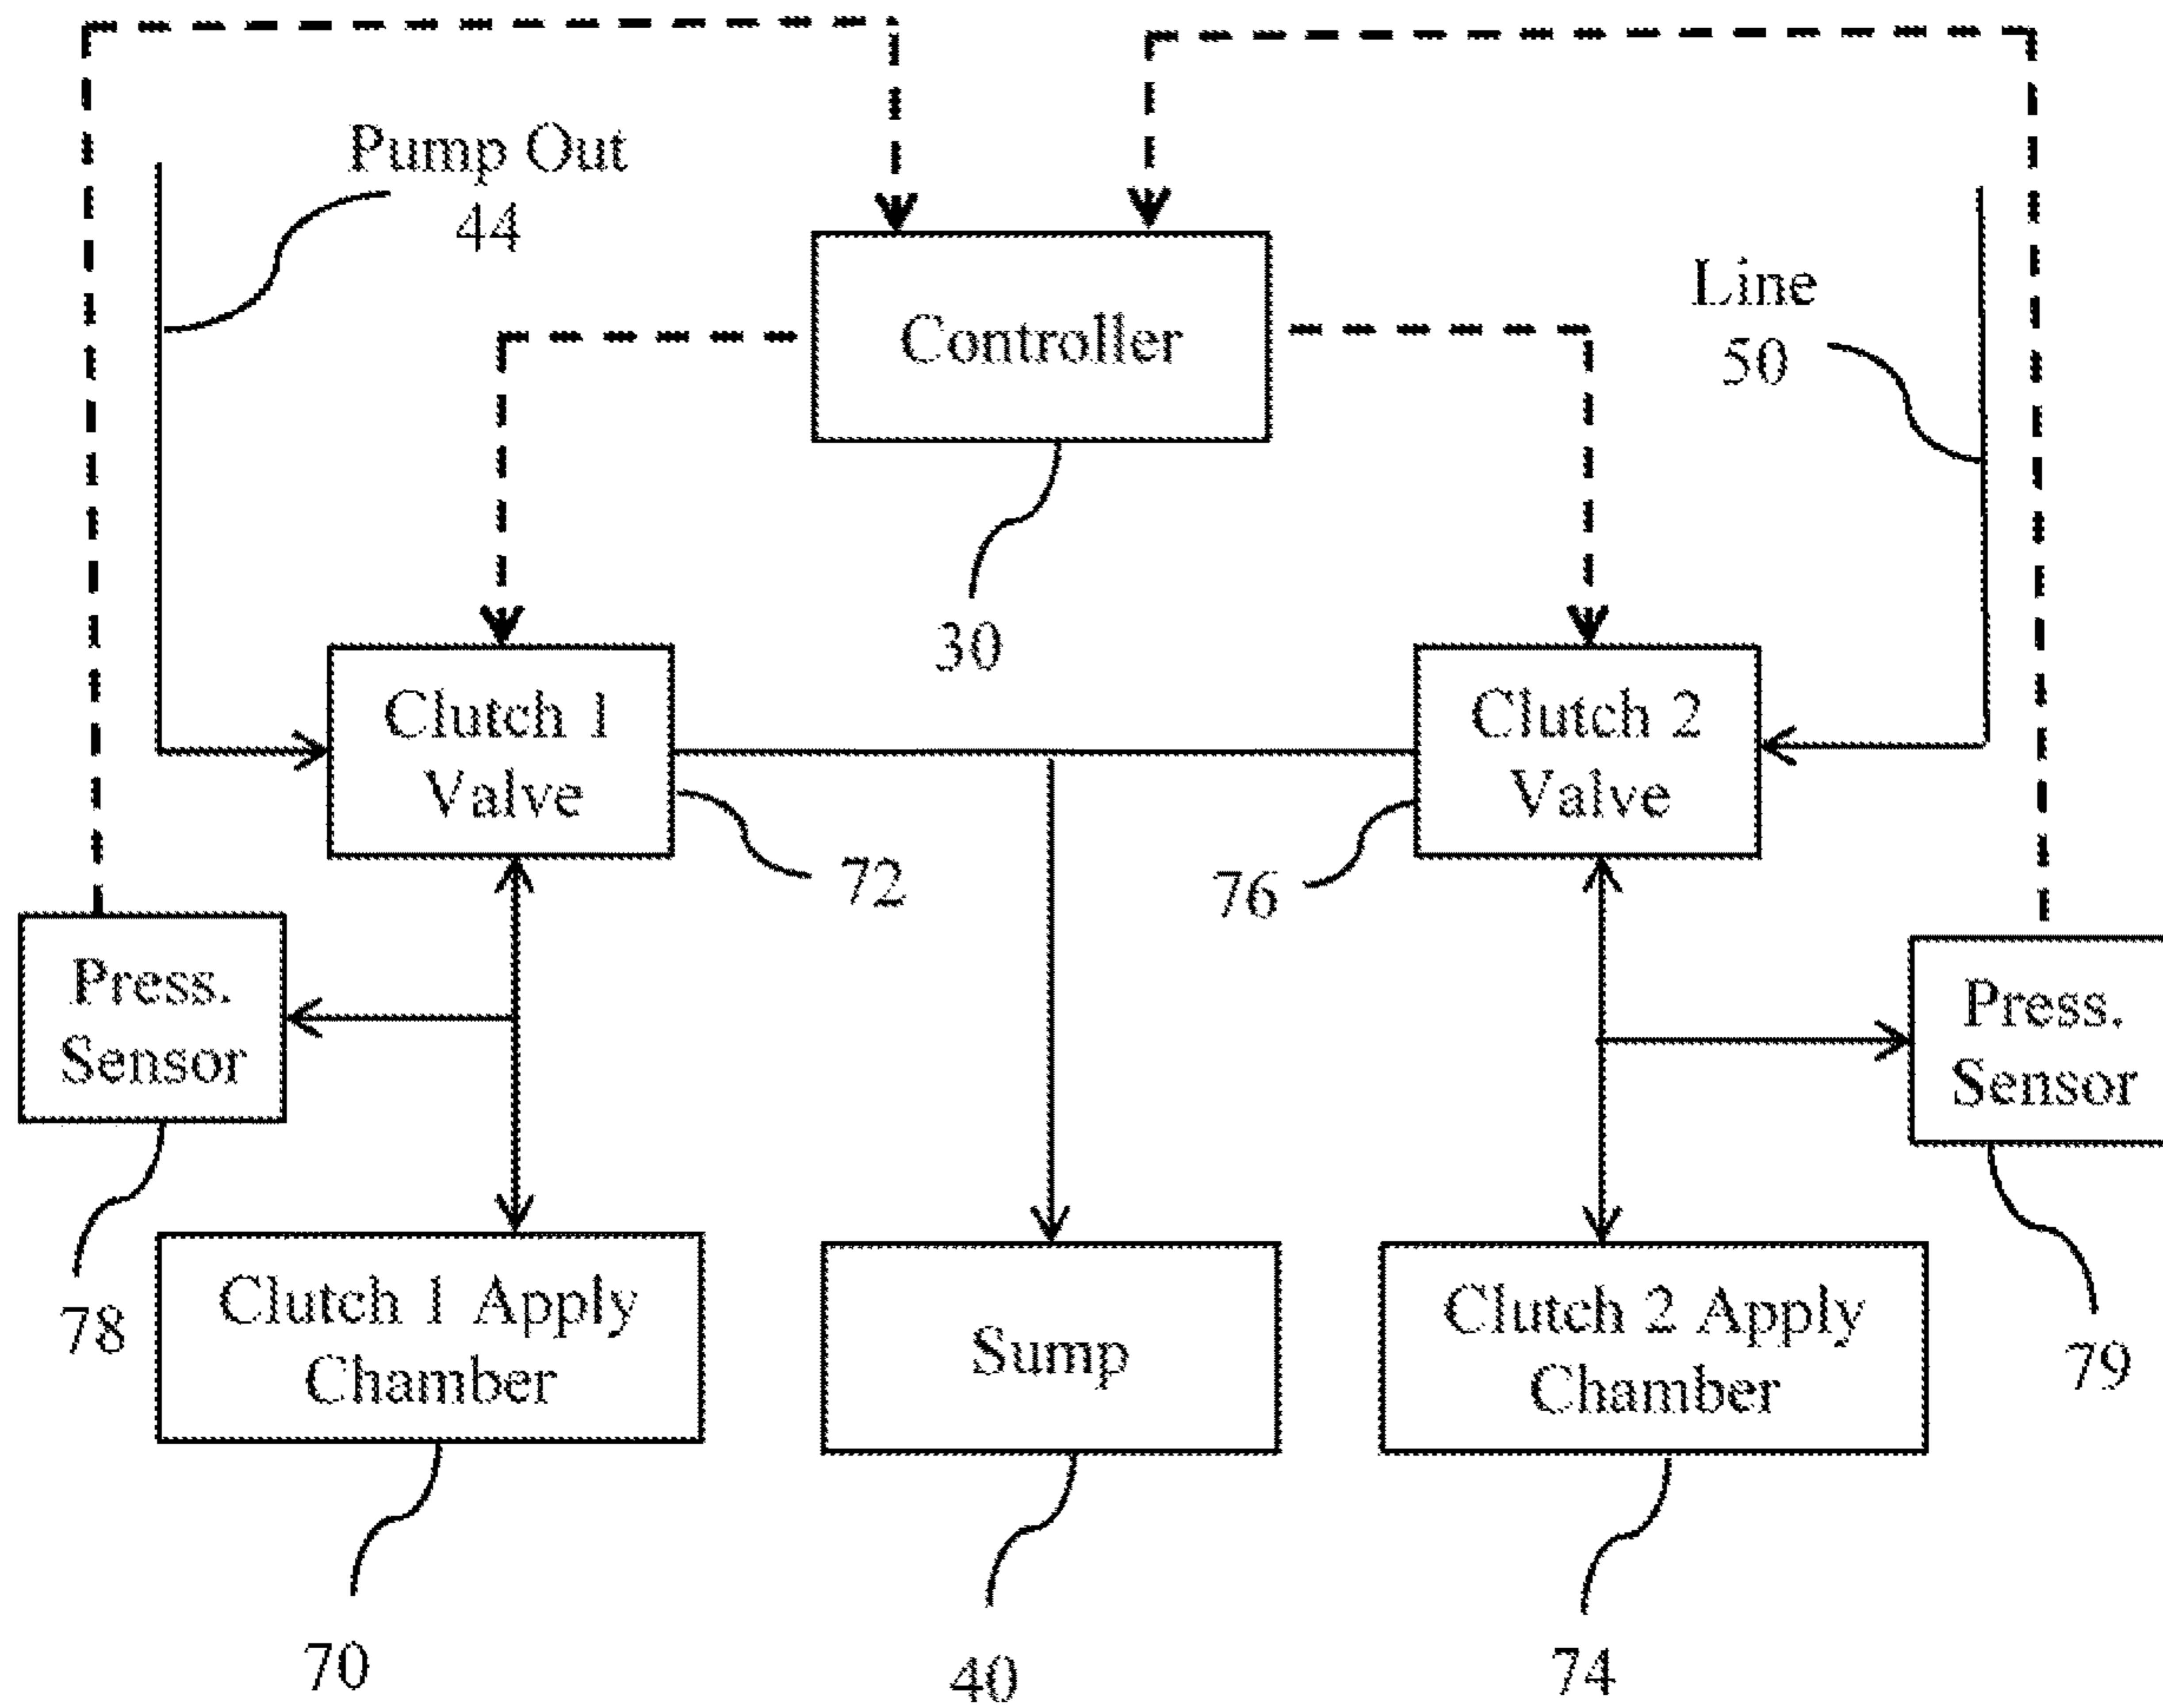 Pump Out
44
Line
50
Controller
30
Clutch 1
Valve
72
Clutch 2
Valve
76
Press.
Sensor
78
Press.
Sensor
79
Clutch 1 Apply
Chamber
70
Sump
40
Clutch 2 Apply
Chamber
74